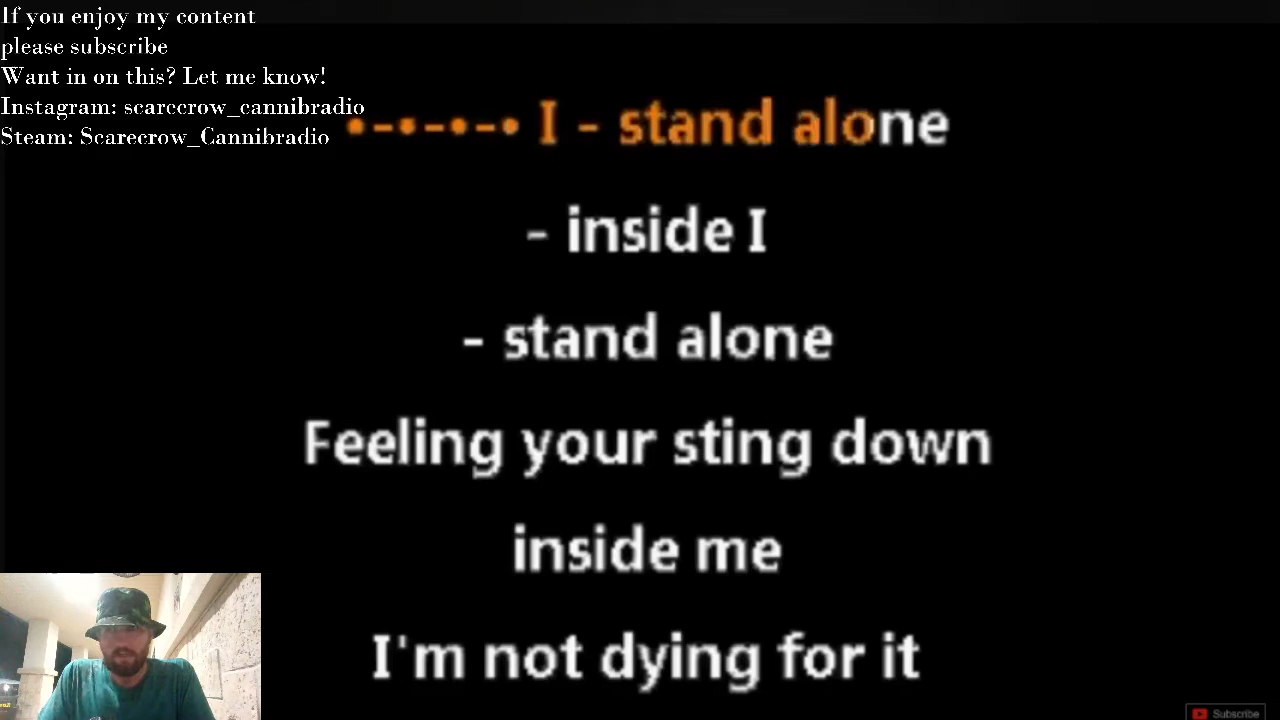 If you enjoy my content
please subscribe
Want in on this? Let me know!
Instagram: scarecrow_cannibradio
Steam: Scarecrow_Cannibradio
•-•-•-• I - stand alone
- inside I
- stand alone
Feeling your sting down
inside me
I'm not dying for it
Subscribe